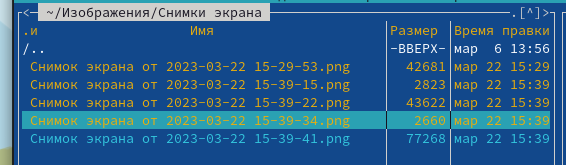 ~/Изображения/Снимки экрана .[^]>
.и Имя Размер Время правки
/.. -ВВЕРХ- мар 6 13:56
Снимок экрана от 2023-03-22 15-29-53.png 42681 мар 22 15:29
Снимок экрана от 2023-03-22 15-39-15.png 2823 мар 22 15:39
Снимок экрана от 2023-03-22 15-39-22.png 43622 мар 22 15:39
Снимок экрана от 2023-03-22 15-39-34.png 2660 мар 22 15:39
Снимок экрана от 2023-03-22 15-39-41.png 77268 мар 22 15:39